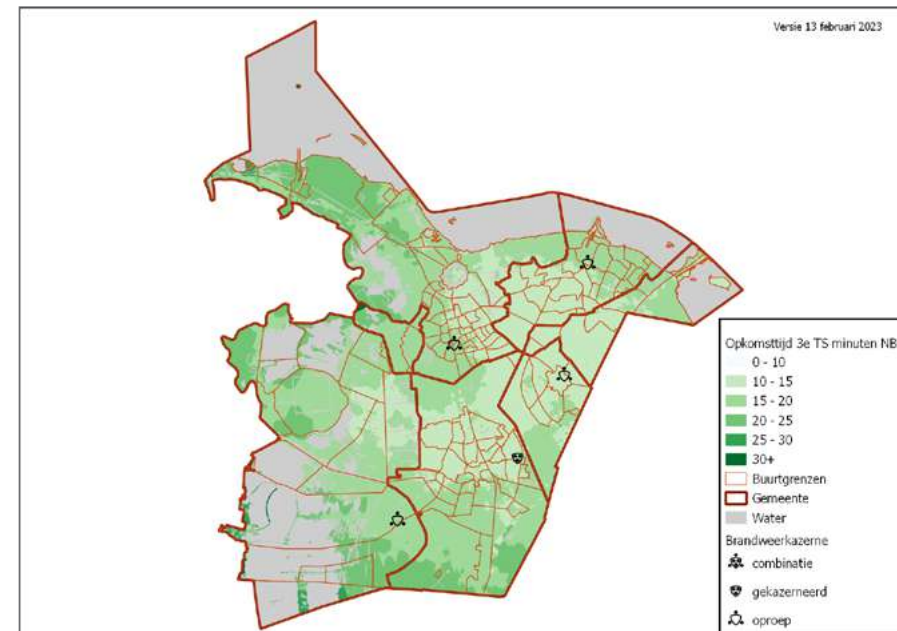 Versie 13 februari 2023
Opkomsttijd 3e TS minuten NB
0 - 10
10 - 15
15 - 20
20 - 25
25 - 30
30+
Buurtgrenzen
Gemeente
Water
Brandweerkazerne
combinatie
gekazerneerd
oproep